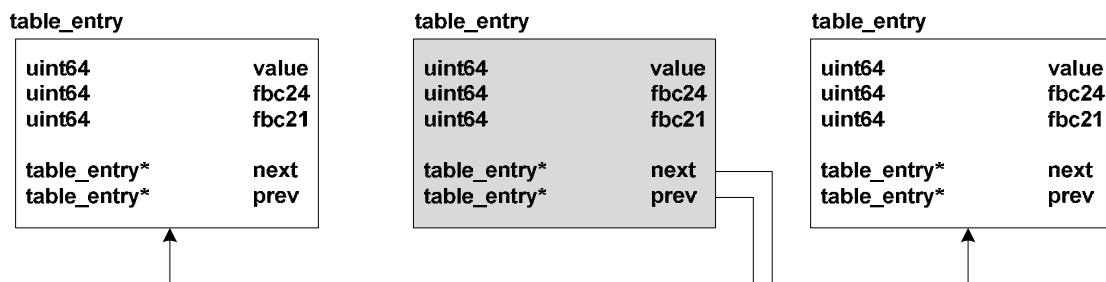 table_entry
uint64 value
uint64 fbc24
uint64 fbc21
table_entry* next
table_entry* prev
table_entry
uint64 value
uint64 fbc24
uint64 fbc21
table_entry* next
table_entry* prev
table_entry
uint64 value
uint64 fbc24
uint64 fbc21
table_entry* next
table_entry* prev